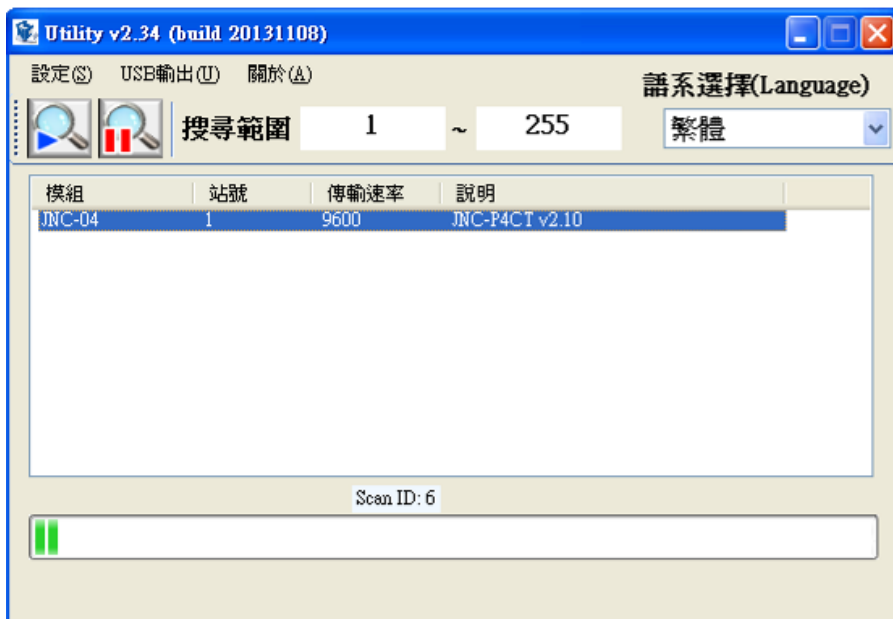 Utility v2.34 (build 20131108)
設定(S) USB輸出(U) 關於(A)
語系選擇(Language)
搜尋範圍 1 ~ 255 繁體
模組 站號 傳輸速率 說明
JNC-04 1 9600 JNC-P4CT v2.10
Scan ID: 6